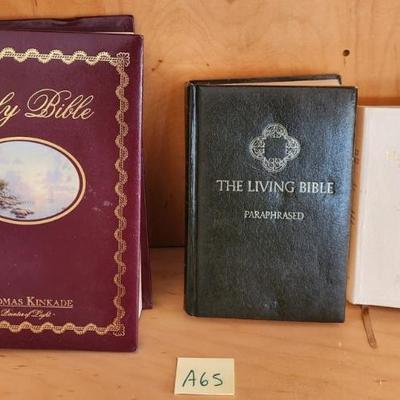 ly Bible
OMAS KINKADE
Painter of Light
THE LIVING BIBLE
PARAPHRASED
A65